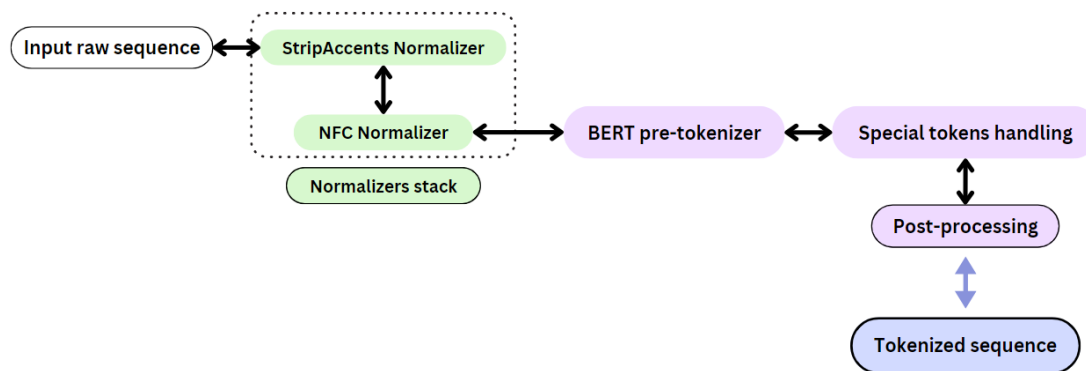 Input raw sequence
StripAccents Normalizer
NFC Normalizer
Normalizers stack
BERT pre-tokenizer
Special tokens handling
Post-processing
Tokenized sequence